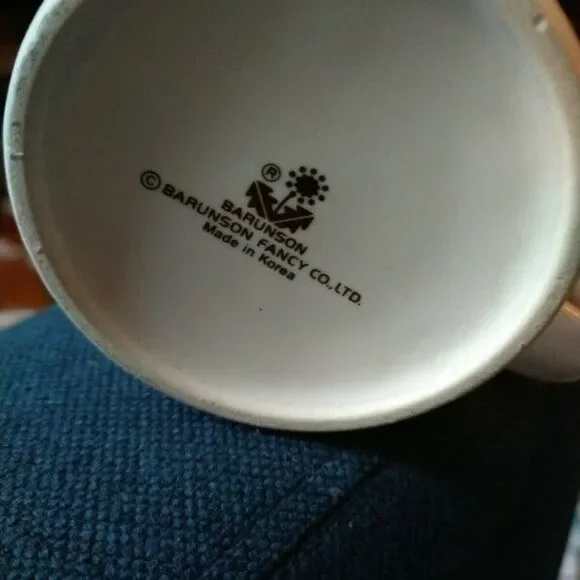 ®
BARUNSON
© BARUNSON FANCY CO.,LTD.
Made in Korea